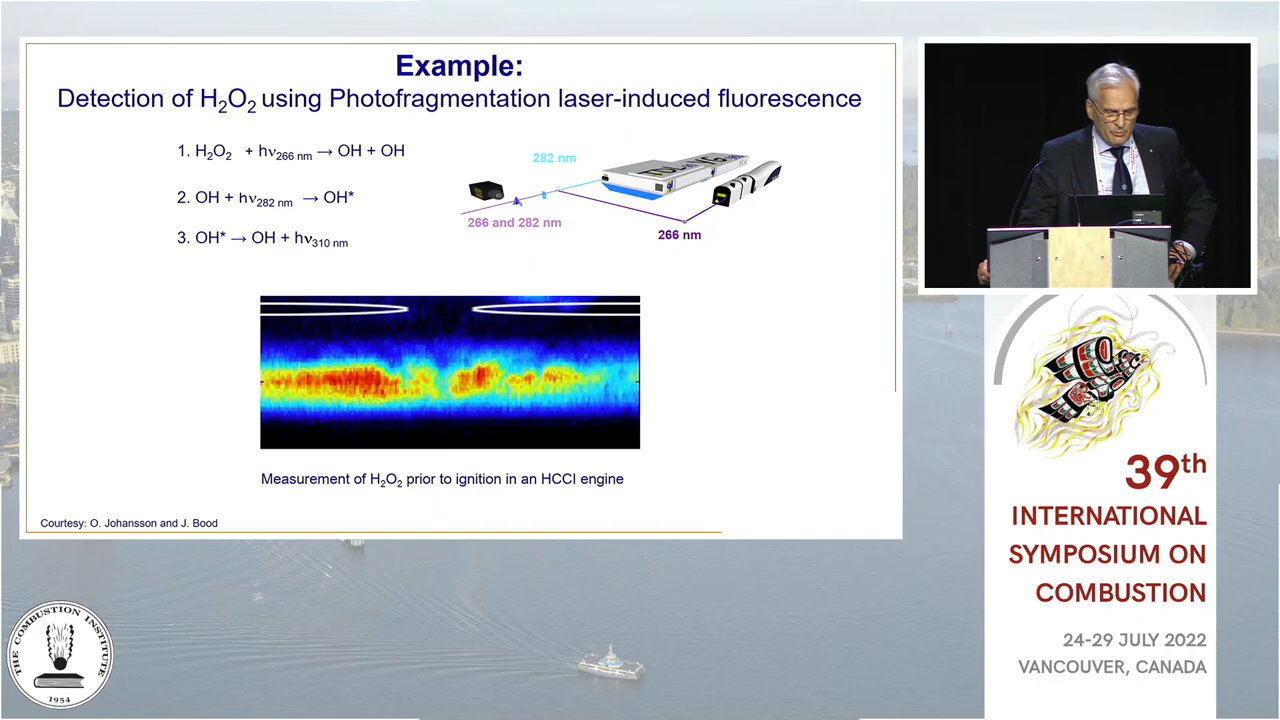 Example:
Detection of H₂O₂ using Photofragmentation laser-induced fluorescence
1. H₂O₂ + hν₂₆₆ nm → OH + OH
2. OH + hν₂₈₂ nm → OH*
3. OH* → OH + hν₃₁₀ nm
282 nm
266 and 282 nm
266 nm
Measurement of H₂O₂ prior to ignition in an HCCI engine
Courtesy: O. Johansson and J. Bood
39th
INTERNATIONAL
SYMPOSIUM ON
COMBUSTION
24-29 JULY 2022
VANCOUVER, CANADA
THE COMBUSTION INSTITUTE
1954